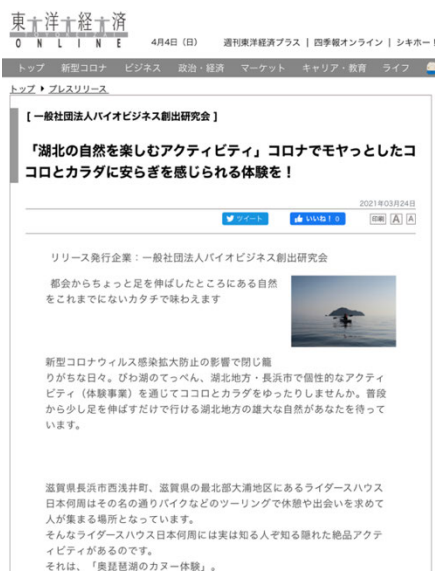 東洋経済
ONLINE
4月4日(日)
週刊東洋経済プラス | 四季報オンライン | シキホー!
トップ 新型コロナ ビジネス 政治・経済 マーケット キャリア・教育 ライフ
トップ ▶ プレスリリース
[ 一般社団法人バイオビジネス創出研究会 ]
「湖北の自然を楽しむアクティビティ」コロナでモヤっとしたコ
コロとカラダに安らぎを感じられる体験を!
2021年03月24日
ツイート いいね! 0 印刷 A A
リリース発行企業:一般社団法人バイオビジネス創出研究会
都会からちょっと足を伸ばしたところにある自然
をこれまでにないカタチで味わえます
新型コロナウィルス感染拡大防止の影響で閉じ籠
りがちな日々。びわ湖のてっぺん、湖北地方・長浜市で個性的なアクティ
ビティ(体験事業)を通じてココロとカラダをゆったりしませんか。普段
から少し足を伸ばすだけで行ける湖北地方の雄大な自然があなたを待って
います。
滋賀県長浜市西浅井町、滋賀県の最北部大浦地区にあるライダースハウス
日本何周はその名の通りバイクなどのツーリングで休憩や出会いを求めて
人が集まる場所となっています。
そんなライダースハウス日本何周には実は知る人ぞ知る隠れた絶品アクテ
ィビティがあるのです。
それは、「奥琵琶湖のカヌー体験」。